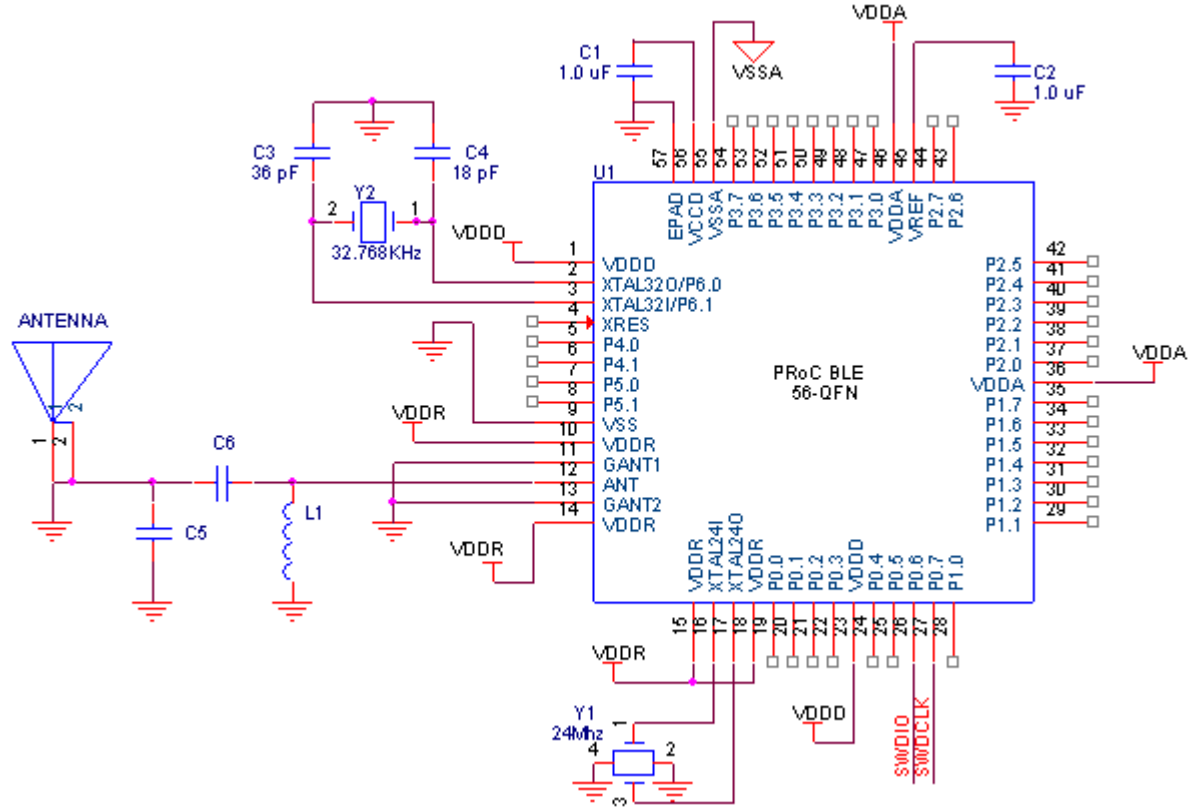 VDDA
C1
1.0 uF
VSSA
C2
1.0 uF
C3
36 pF
C4
18 pF
Y2
2
1
32.768KHz
57
56
55
54
53
52
51
50
49
48
47
46
45
44
43
U1
EPAD
VCCD
VSSA
P3.7
P3.6
P3.5
P3.4
P3.3
P3.2
P3.1
P3.0
VDDA
VREF
P2.7
P2.6
VDDD
1
VDDD
2
XTAL32O/P6.0
3
XTAL32I/P6.1
4
XRES
5
P4.0
6
P4.1
7
P5.0
8
P5.1
9
VSS
10
VDDR
11
GANT1
12
ANT
13
GANT2
14
VDDR
PRoC BLE
56-QFN
42
P2.5
41
P2.4
40
P2.3
39
P2.2
38
P2.1
37
P2.0
36
VDDA
35
P1.7
34
P1.6
33
P1.5
32
P1.4
31
P1.3
30
P1.2
29
P1.1
VDDA
ANTENNA
1
2
1
2
VDDR
C6
C5
L1
VDDR
VDDR
XTAL24I
XTAL24O
VDDR
P0.0
P0.1
P0.2
P0.3
VDDD
P0.4
P0.5
P0.6
P0.7
P1.0
15
16
17
18
19
20
21
22
23
24
25
26
27
28
VDDR
Y1
24Mhz
1
4
2
3
VDDD
SWDIO
SWDCLK